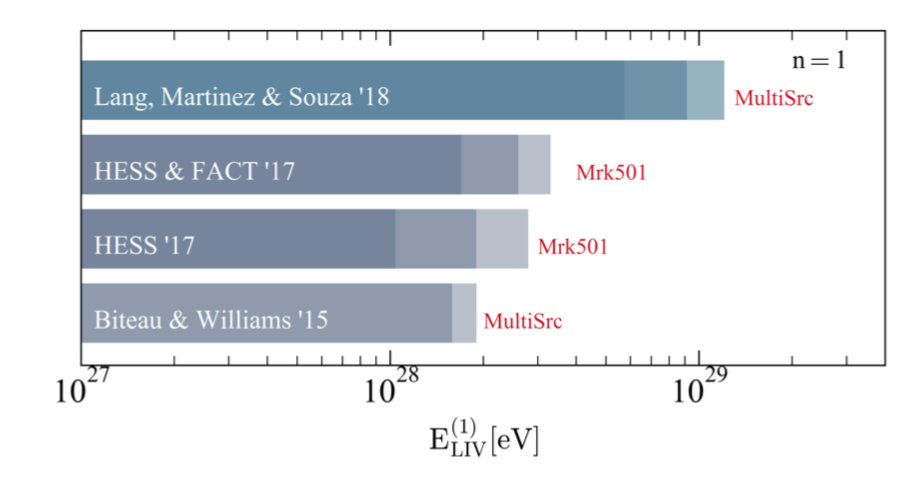 n = 1
Lang, Martinez & Souza '18 MultiSrc
HESS & FACT '17 Mrk501
HESS '17 Mrk501
Biteau & Williams '15 MultiSrc
10^27 10^28 10^29
E_LIV^(1) [eV]